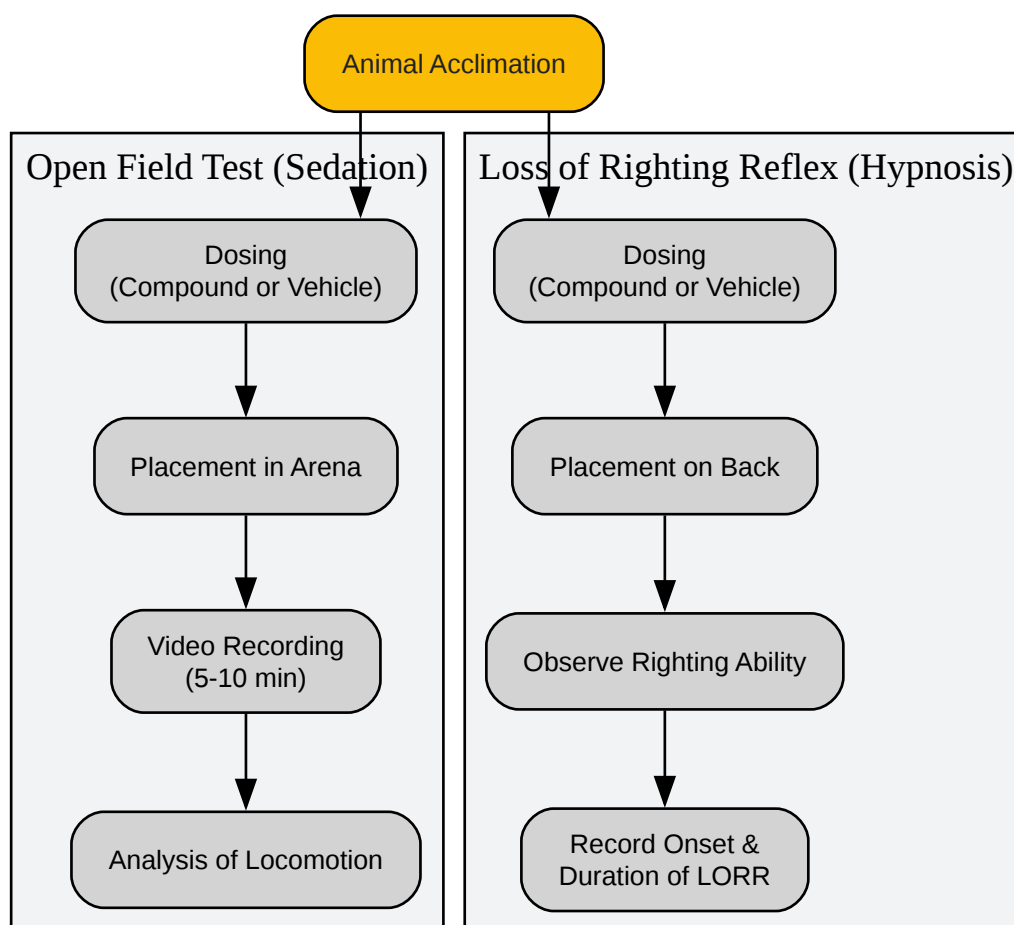 Animal Acclimation
Open Field Test (Sedation)
Dosing
(Compound or Vehicle)
Placement in Arena
Video Recording
(5-10 min)
Analysis of Locomotion
Loss of Righting Reflex (Hypnosis)
Dosing
(Compound or Vehicle)
Placement on Back
Observe Righting Ability
Record Onset &
Duration of LORR